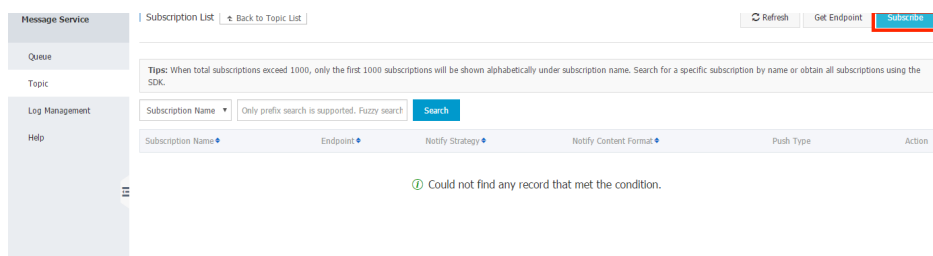 Message Service
Subscription List
Back to Topic List
Refresh
Get Endpoint
Subscribe
Queue
Topic
Log Management
Help
Tips: When total subscriptions exceed 1000, only the first 1000 subscriptions will be shown alphabetically under subscription name. Search for a specific subscription by name or obtain all subscriptions using the
SDK.
Subscription Name
Only prefix search is supported. Fuzzy search
Search
Subscription Name
Endpoint
Notify Strategy
Notify Content Format
Push Type
Action
Could not find any record that met the condition.